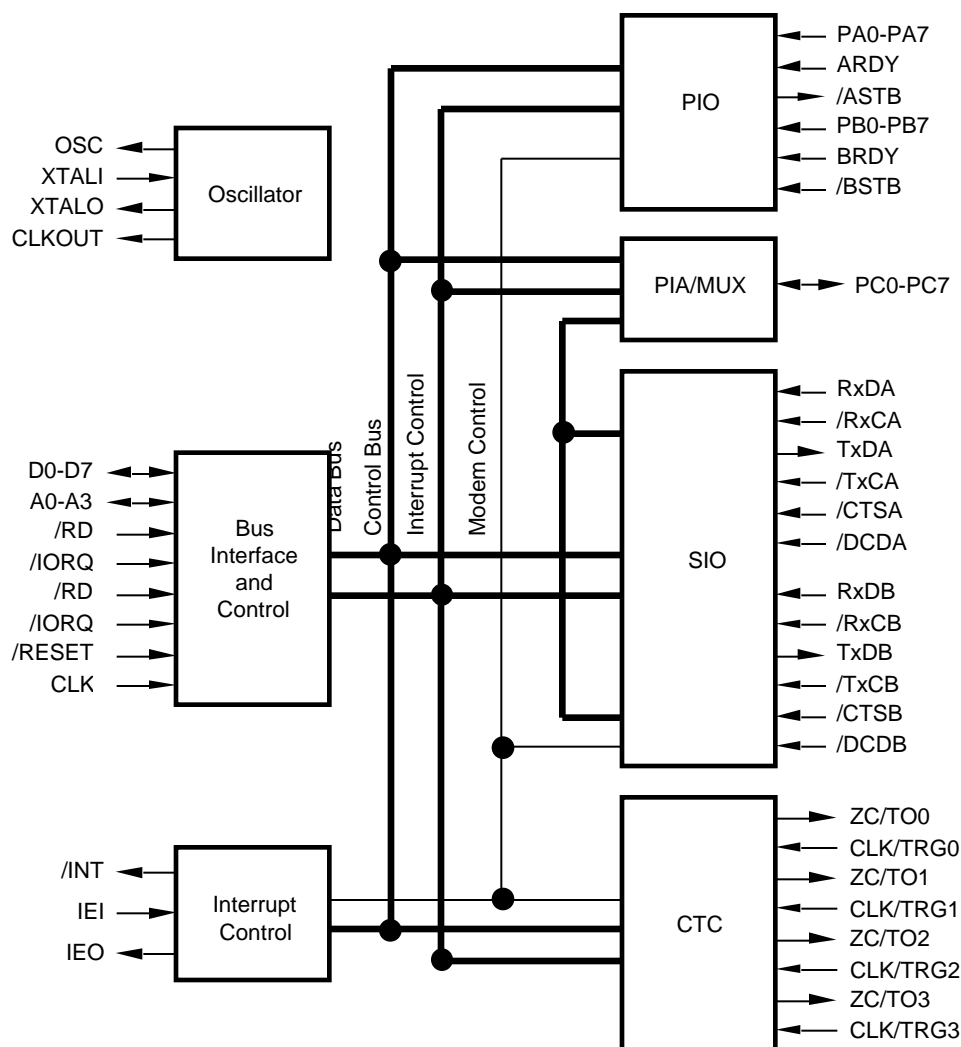 PA0-PA7
ARDY
/ASTB
PB0-PB7
BRDY
/BSTB
PIO
OSC
XTALI
XTALO
CLKOUT
Oscillator
PIA/MUX
PC0-PC7
Data Bus
Control Bus
Interrupt Control
Modem Control
D0-D7
A0-A3
/RD
/IORQ
/RD
/IORQ
/RESET
CLK
Bus
Interface
and
Control
SIO
RxDA
/RxCA
TxDA
/TxCA
/CTSA
/DCDA
RxDB
/RxCB
TxDB
/TxCB
/CTSB
/DCDB
/INT
IEI
IEO
Interrupt
Control
CTC
ZC/TO0
CLK/TRG0
ZC/TO1
CLK/TRG1
ZC/TO2
CLK/TRG2
ZC/TO3
CLK/TRG3